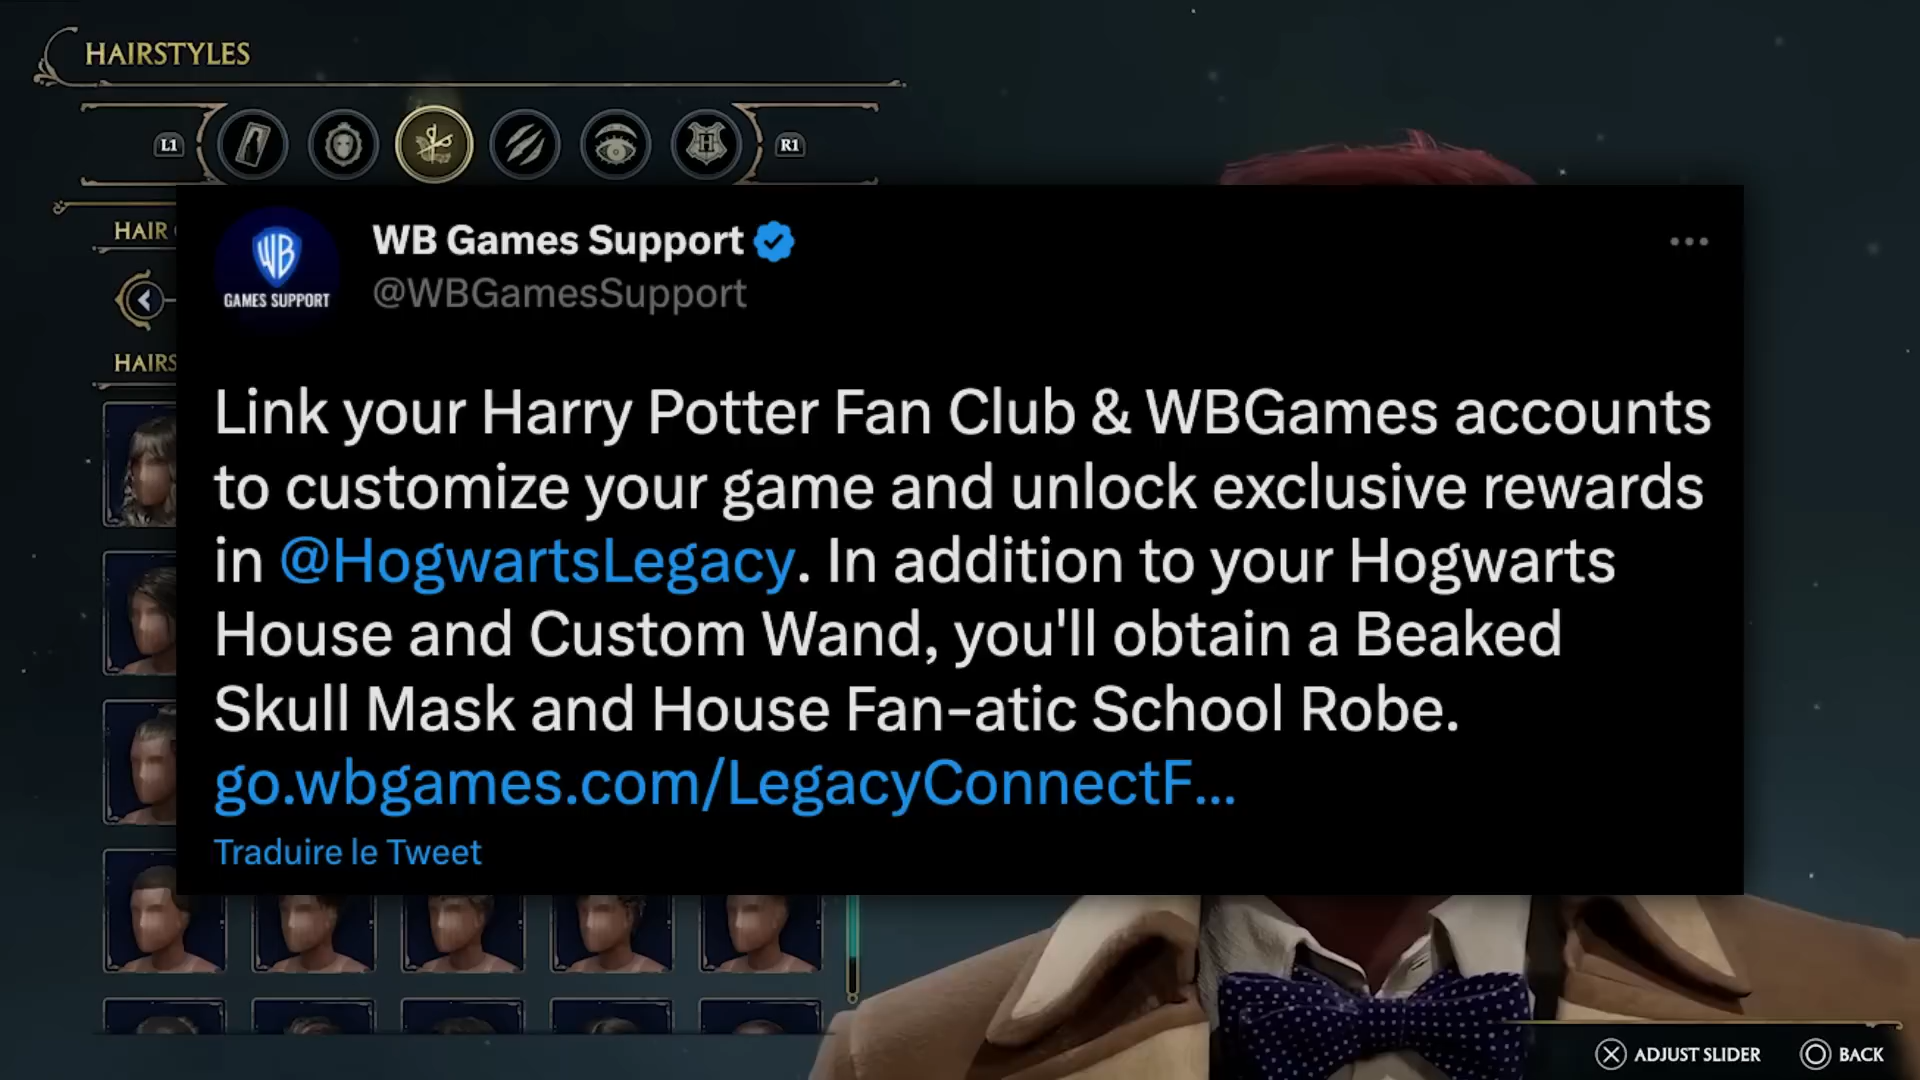 HAIRSTYLES
L1
R1
HAIR
WB Games Support
@WBGamesSupport
WB
GAMES SUPPORT
HAIRS
Link your Harry Potter Fan Club & WBGames accounts
to customize your game and unlock exclusive rewards
in @HogwartsLegacy. In addition to your Hogwarts
House and Custom Wand, you'll obtain a Beaked
Skull Mask and House Fan-atic School Robe.
go.wbgames.com/LegacyConnectF...
Traduire le Tweet
ADJUST SLIDER
BACK